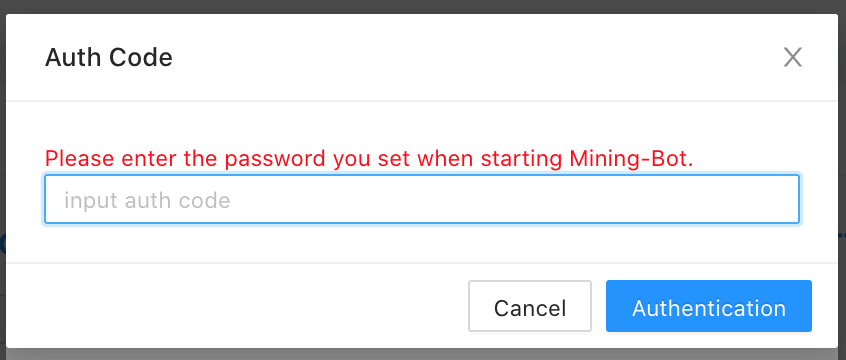 Auth Code
Please enter the password you set when starting Mining-Bot.
input auth code
Cancel
Authentication